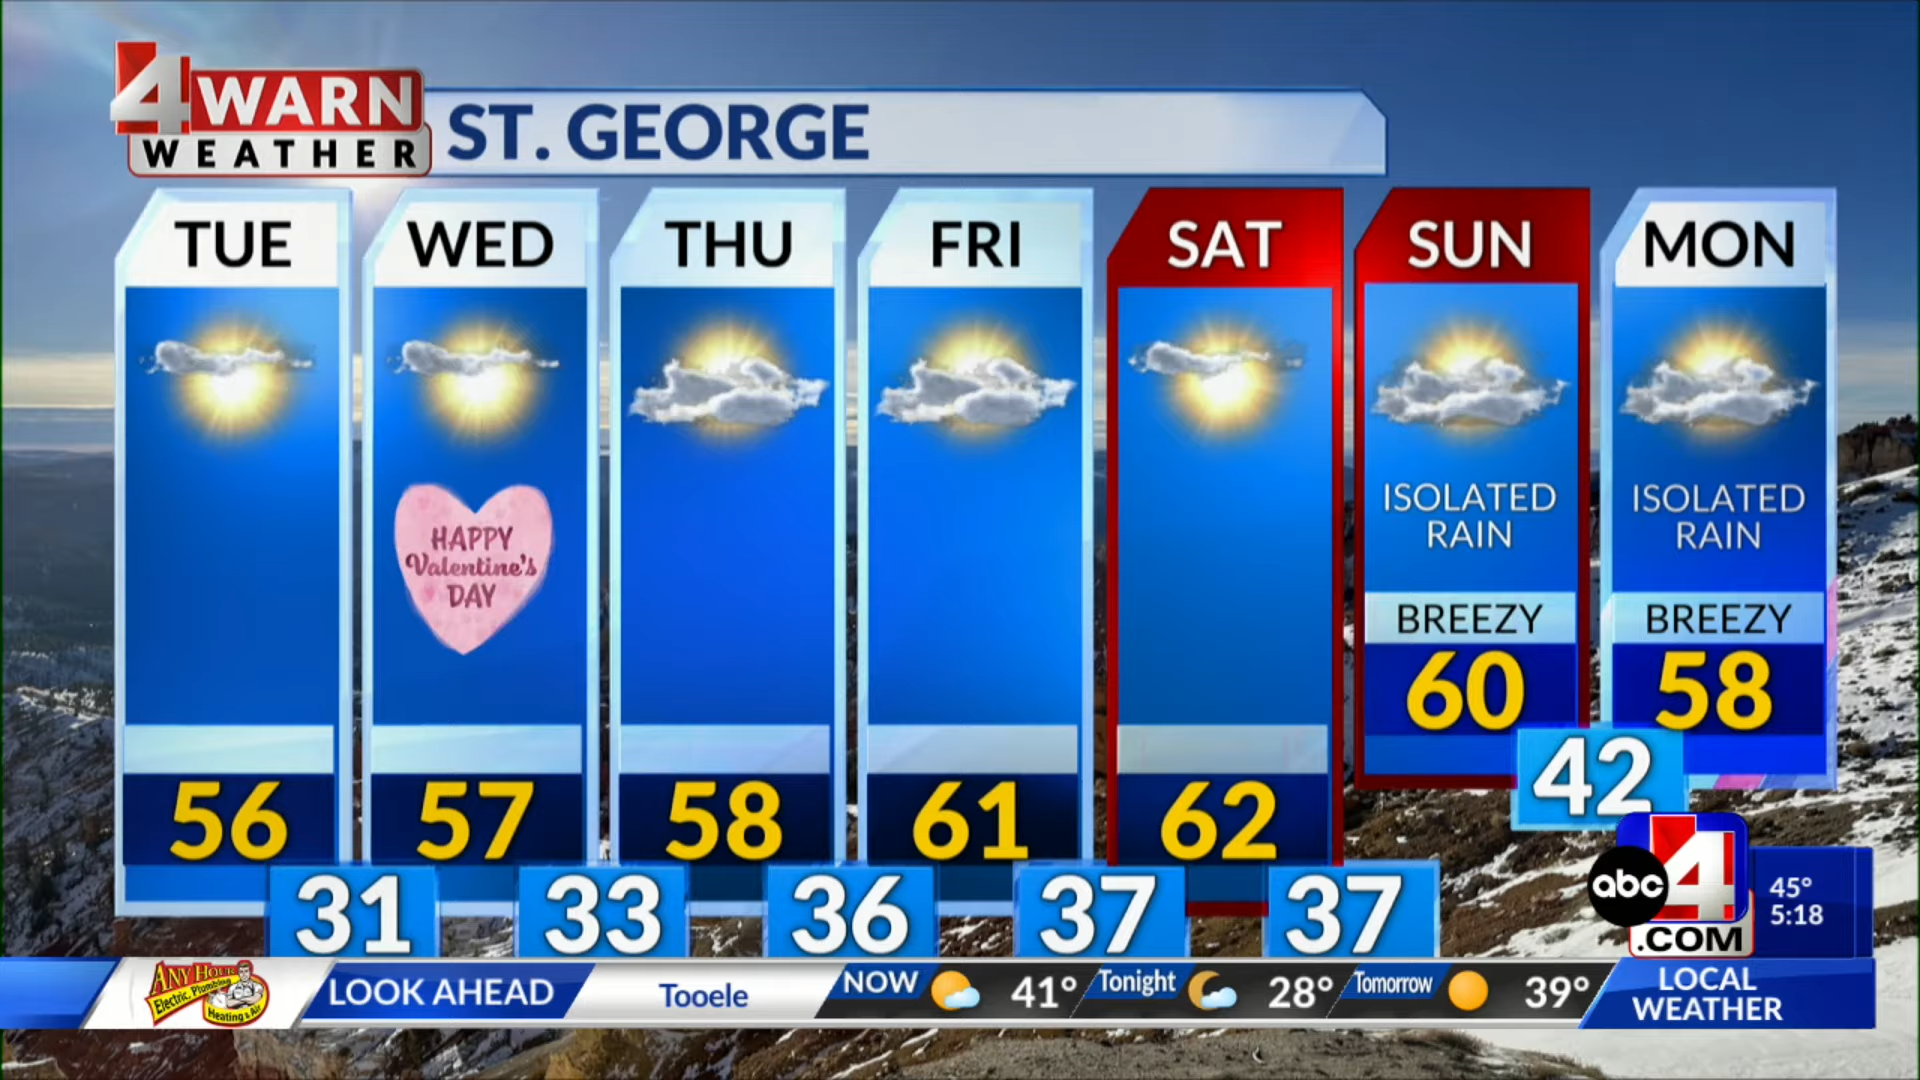 4WARN
WEATHER
ST. GEORGE
TUE WED THU FRI SAT SUN MON
HAPPY
Valentine's
DAY
ISOLATED
RAIN
ISOLATED
RAIN
BREEZY BREEZY
60 58
42
56 57 58 61 62
31 33 36 37 37
abc 4
.COM
45°
5:18
ANY HOUR
Electric, Plumbing
Heating & Air
LOOK AHEAD Tooele NOW 41° Tonight 28° Tomorrow 39°
LOCAL
WEATHER